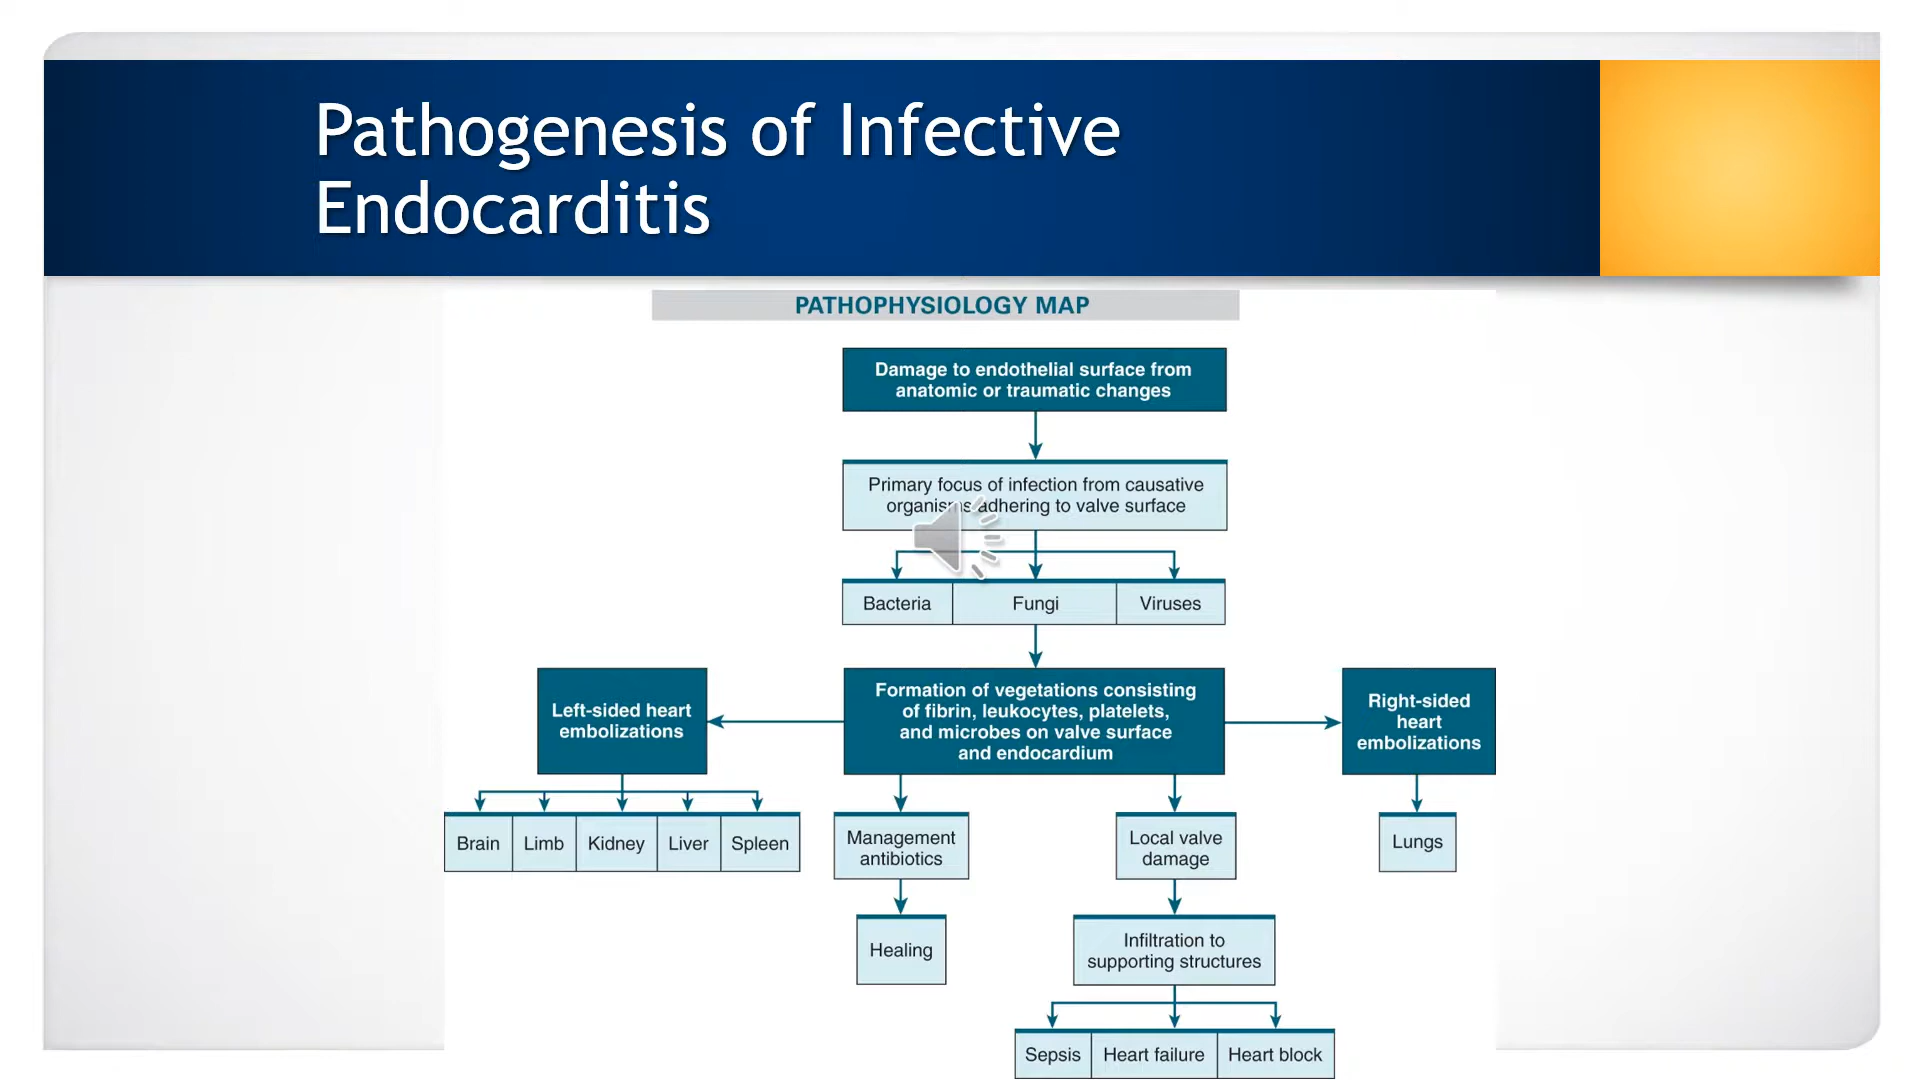 Pathogenesis of Infective
Endocarditis
PATHOPHYSIOLOGY MAP
Damage to endothelial surface from
anatomic or traumatic changes
Primary focus of infection from causative
organisms adhering to valve surface
Bacteria
Fungi
Viruses
Left-sided heart
embolizations
Formation of vegetations consisting
of fibrin, leukocytes, platelets,
and microbes on valve surface
and endocardium
Right-sided
heart
embolizations
Brain
Limb
Kidney
Liver
Spleen
Management
antibiotics
Local valve
damage
Lungs
Healing
Infiltration to
supporting structures
Sepsis
Heart failure
Heart block